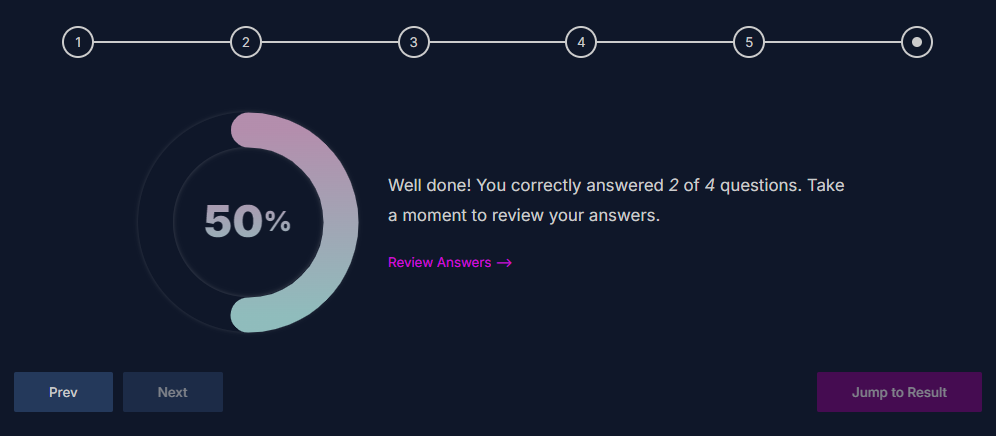 1 2 3 4 5
50%
Well done! You correctly answered 2 of 4 questions. Take
a moment to review your answers.
Review Answers →
Prev Next Jump to Result